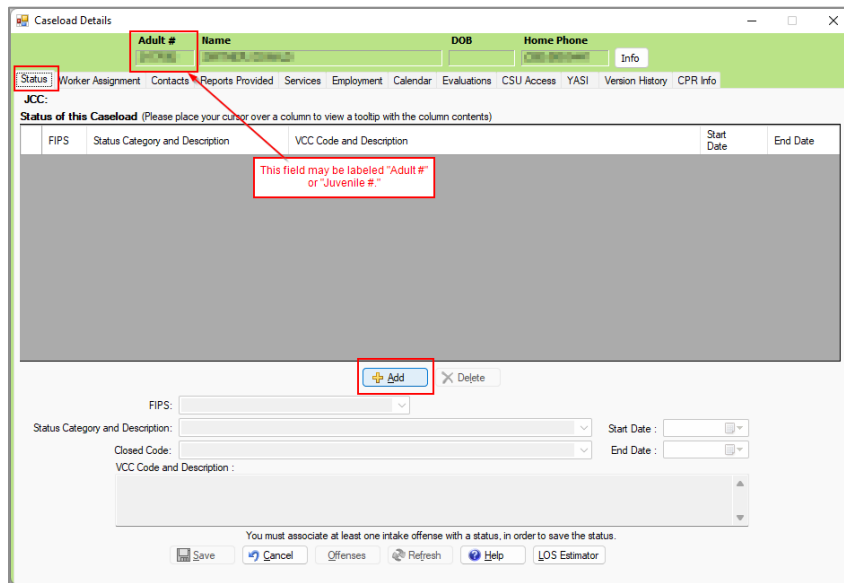 Caseload Details
Adult # Name DOB Home Phone
Info
Status Worker Assignment Contacts Reports Provided Services Employment Calendar Evaluations CSU Access YASI Version History CPR Info
JCC:
Status of this Caseload (Please place your cursor over a column to view a tooltip with the column contents)
FIPS Status Category and Description VCC Code and Description Start Date End Date
This field may be labeled "Adult #"
or "Juvenile #."
Add Delete
FIPS:
Status Category and Description: Start Date :
Closed Code: End Date :
VCC Code and Description :
You must associate at least one intake offense with a status, in order to save the status.
Save Cancel Offenses Refresh Help LOS Estimator